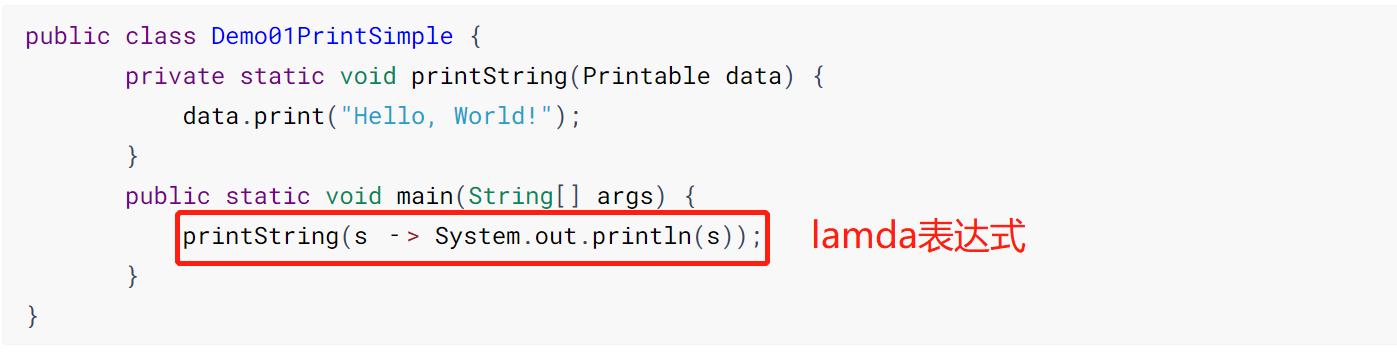 public class Demo01PrintSimple {
private static void printString(Printable data) {
data.print("Hello, World!");
}
public static void main(String[] args) {
printString(s -> System.out.println(s)); lamda表达式
}
}